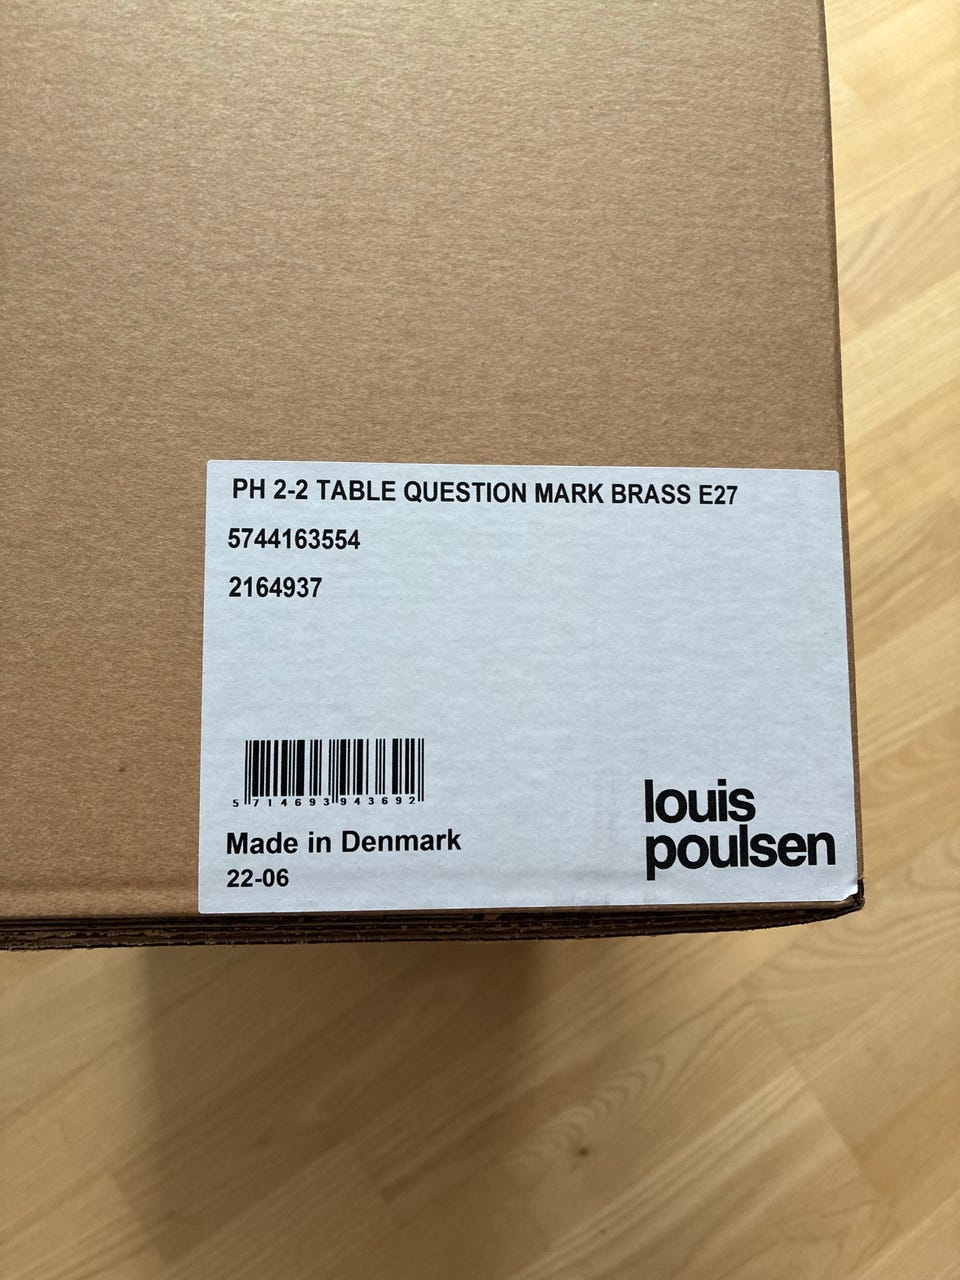 PH 2-2 TABLE QUESTION MARK BRASS E27
5744163554
2164937
5 714693 943692
Made in Denmark
22-06
louis
poulsen